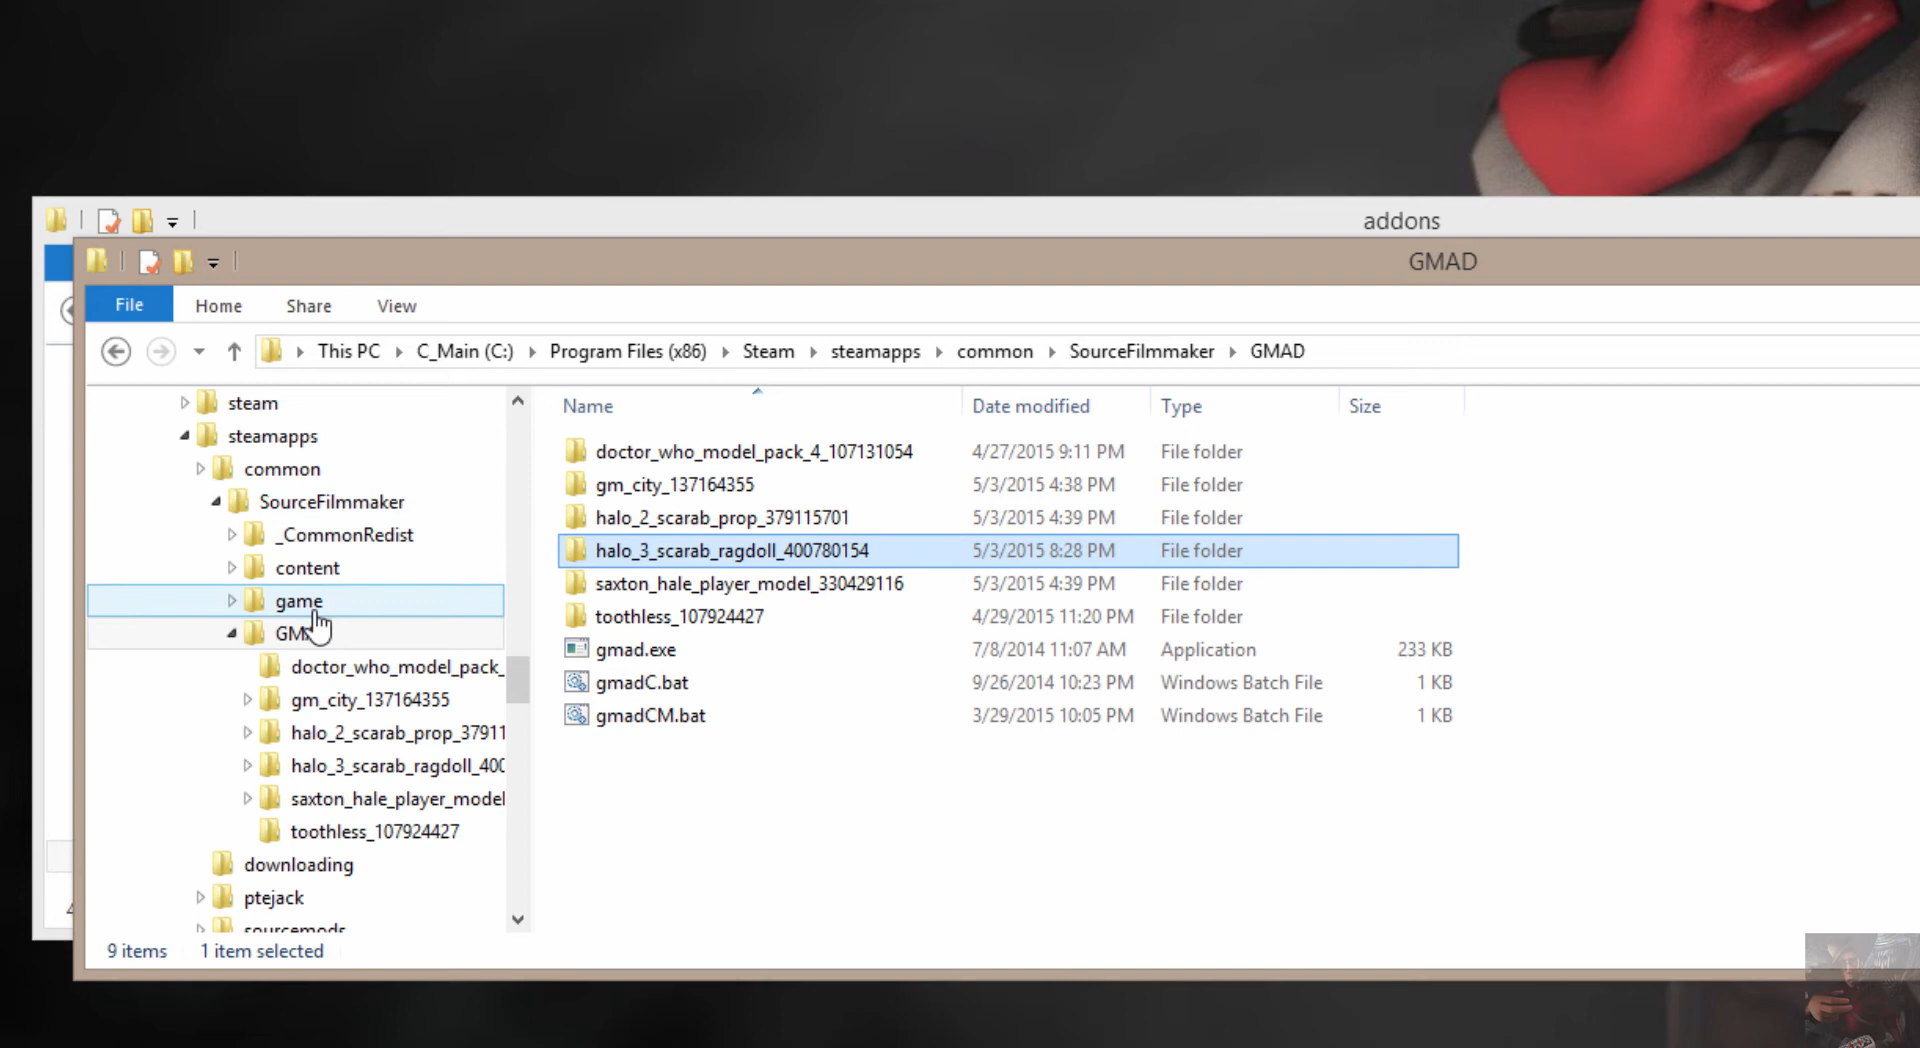 addons
GMAD
File Home Share View
This PC C_Main (C:) Program Files (x86) Steam steamapps common SourceFilmmaker GMAD
steam
steamapps
common
SourceFilmmaker
_CommonRedist
content
game
GM
doctor_who_model_pack_
gm_city_137164355
halo_2_scarab_prop_37911
halo_3_scarab_ragdoll_400
saxton_hale_player_model
toothless_107924427
downloading
ptejack
sourcemods
Name Date modified Type Size
doctor_who_model_pack_4_107131054 4/27/2015 9:11 PM File folder
gm_city_137164355 5/3/2015 4:38 PM File folder
halo_2_scarab_prop_379115701 5/3/2015 4:39 PM File folder
halo_3_scarab_ragdoll_400780154 5/3/2015 8:28 PM File folder
saxton_hale_player_model_330429116 5/3/2015 4:39 PM File folder
toothless_107924427 4/29/2015 11:20 PM File folder
gmad.exe 7/8/2014 11:07 AM Application 233 KB
gmadC.bat 9/26/2014 10:23 PM Windows Batch File 1 KB
gmadCM.bat 3/29/2015 10:05 PM Windows Batch File 1 KB
9 items 1 item selected